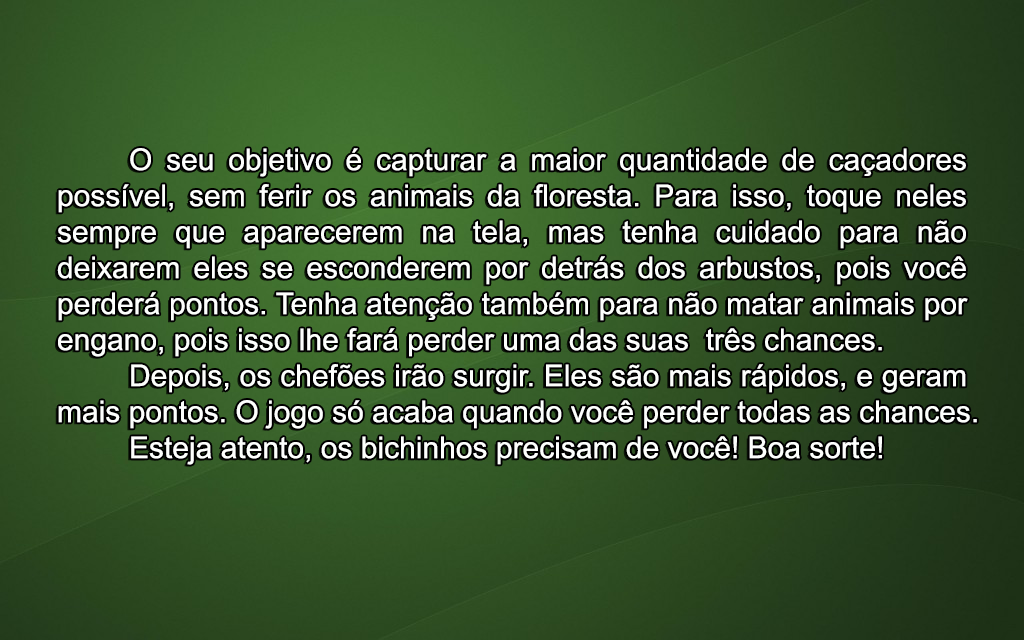 O seu objetivo é capturar a maior quantidade de caçadores
possível, sem ferir os animais da floresta. Para isso, toque neles
sempre que aparecerem na tela, mas tenha cuidado para não
deixarem eles se esconderem por detrás dos arbustos, pois você
perderá pontos. Tenha atenção também para não matar animais por
engano, pois isso lhe fará perder uma das suas  três chances.
Depois, os chefões irão surgir. Eles são mais rápidos, e geram
mais pontos. O jogo só acaba quando você perder todas as chances.
Esteja atento, os bichinhos precisam de você! Boa sorte!